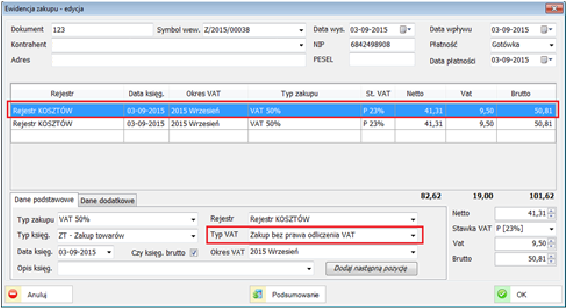 Ewidencja zakupu - edycja
Dokument 123 Symbol wew. Z/2015/00038 Data wys. 03-09-2015 Data wpływu 03-09-2015
Kontrahent NIP 6842498908 Płatność Gotówka
Adres PESEL Data płatności 03-09-2015
Rejestr Data księg. Okres VAT Typ zakupu St. VAT Netto Vat Brutto
Rejestr KOSZTÓW 03-09-2015 2015 Wrzesień VAT 50% P 23% 41,31 9,50 50,81
Rejestr KOSZTÓW 03-09-2015 2015 Wrzesień VAT 50% P 23% 41,31 9,50 50,81
82,62 19,00 101,62
Dane podstawowe Dane dodatkowe
Typ zakupu VAT 50% Rejestr Rejestr KOSZTÓW Netto 41,31
Typ księg. ZT - Zakup towarów Typ VAT Zakup bez prawa odliczenia VAT Stawka VAT P [23%]
Data księg. 03-09-2015 Czy księg. brutto Okres VAT 2015 Wrzesień Vat 9,50
Opis księg. Dodaj następną pozycję Brutto 50,81
Anuluj Podsumowane OK